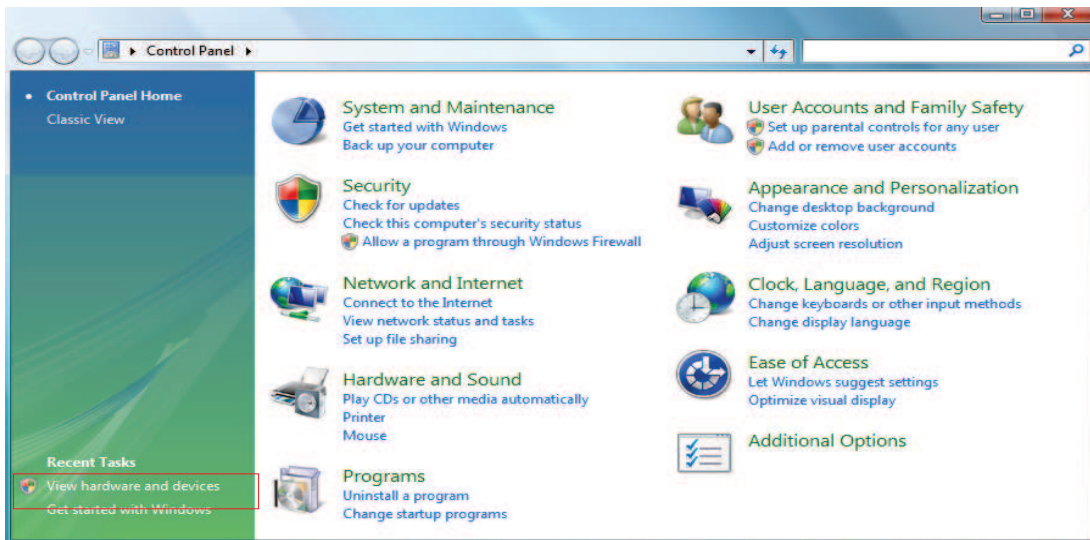 Control Panel
Control Panel Home
Classic View
System and Maintenance
Get started with Windows
Back up your computer
Security
Check for updates
Check this computer's security status
Allow a program through Windows Firewall
Network and Internet
Connect to the Internet
View network status and tasks
Set up file sharing
Hardware and Sound
Play CDs or other media automatically
Printer
Mouse
Programs
Uninstall a program
Change startup programs
User Accounts and Family Safety
Set up parental controls for any user
Add or remove user accounts
Appearance and Personalization
Change desktop background
Customize colors
Adjust screen resolution
Clock, Language, and Region
Change keyboards or other input methods
Change display language
Ease of Access
Let Windows suggest settings
Optimize visual display
Additional Options
Recent Tasks
View hardware and devices
Get started with Windows